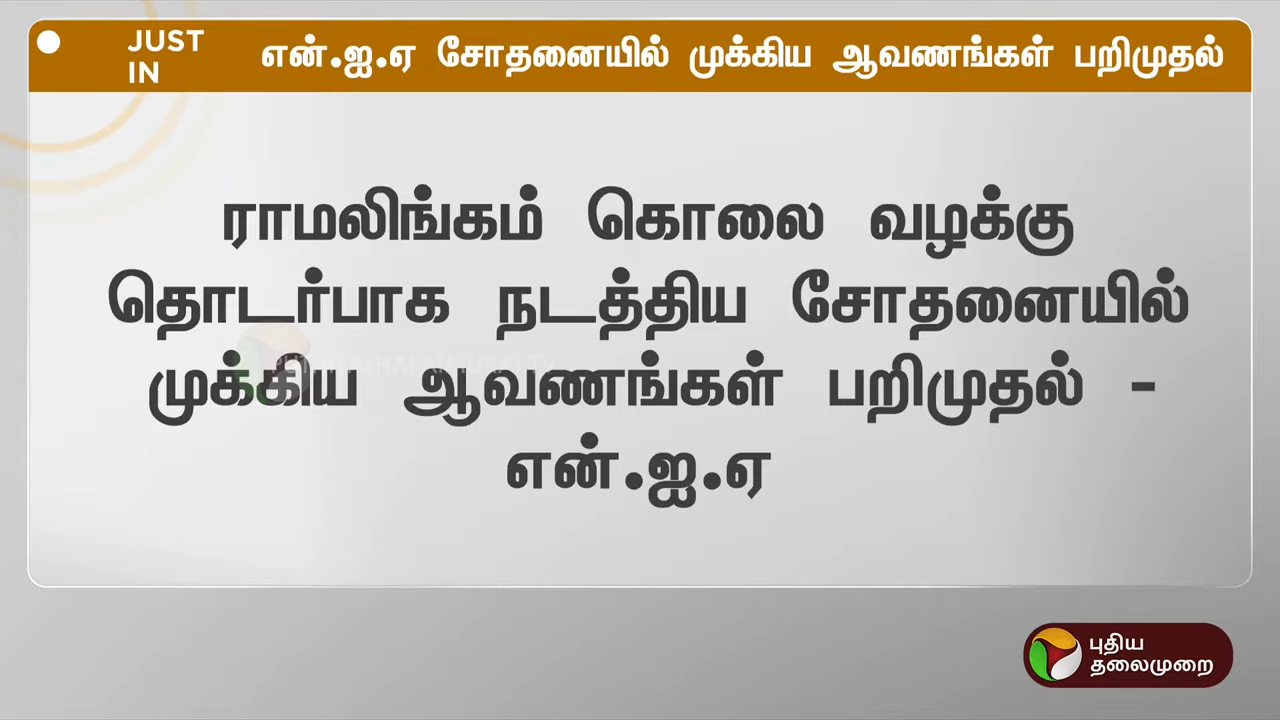 JUST IN
என்.ஐ.ஏ சோதனையில் முக்கிய ஆவணங்கள் பறிமுதல்
ராமலிங்கம் கொலை வழக்கு
தொடர்பாக நடத்திய சோதனையில்
முக்கிய ஆவணங்கள் பறிமுதல் -
என்.ஐ.ஏ
புதிய
தலைமுறை